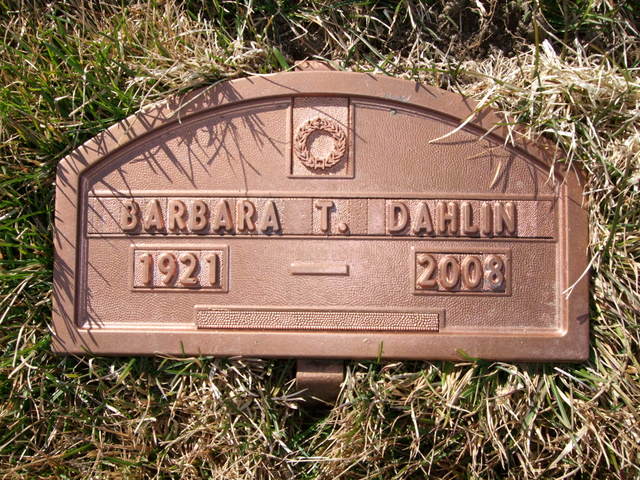 BARBARA T. DAHLIN
1921 — 2008